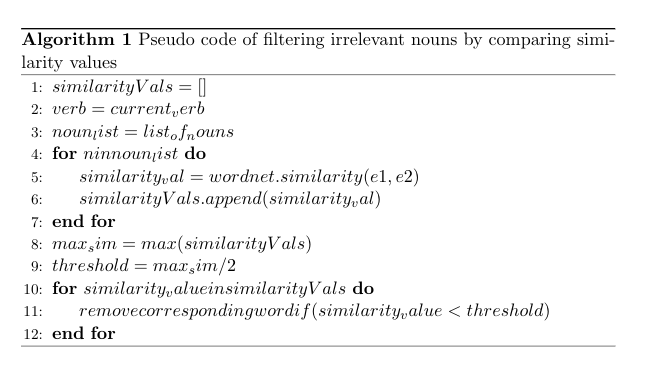 Algorithm 1 Pseudo code of filtering irrelevant nouns by comparing simi-
larity values
1: similarityVals = []
2: verb = current_verb
3: noun_list = list_of_nouns
4: for ninnoun_list do
5: similarity_val = wordnet.similarity(e1, e2)
6: similarityVals.append(similarity_val)
7: end for
8: max_sim = max(similarityVals)
9: threshold = max_sim/2
10: for similarity_valueinsimilarityVals do
11: removecorrespondingwordif(similarity_value < threshold)
12: end for